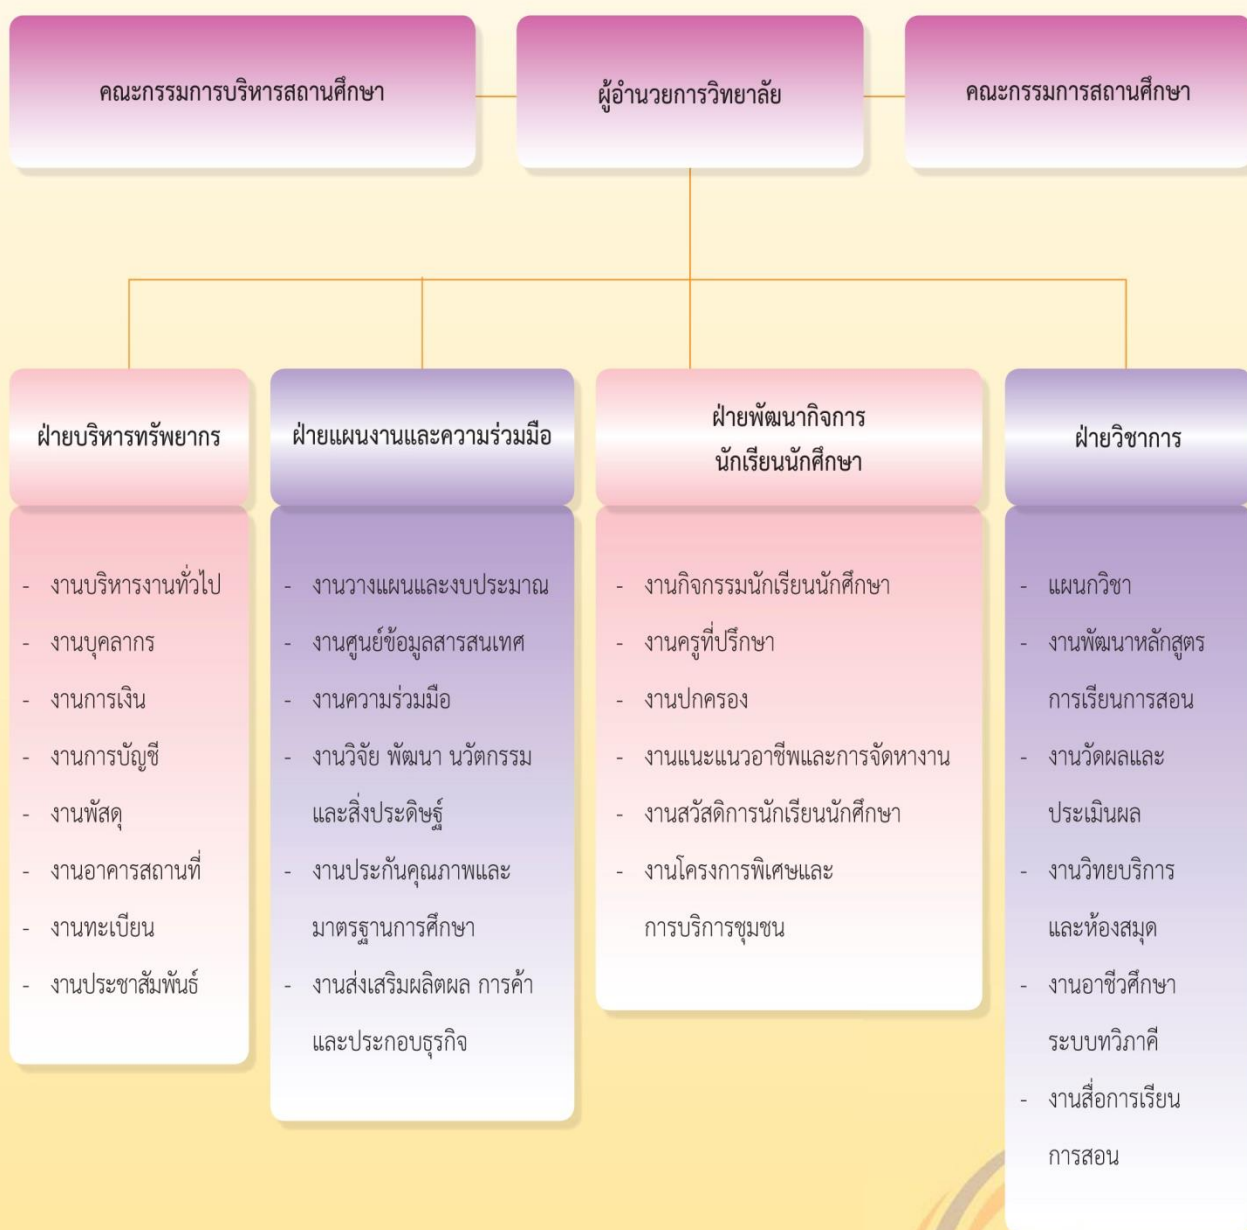 คณะกรรมการบริหารสถานศึกษา
ผู้อำนวยการวิทยาลัย
คณะกรรมการสถานศึกษา
ฝ่ายบริหารทรัพยากร
- งานบริหารงานทั่วไป
- งานบุคลากร
- งานการเงิน
- งานการบัญชี
- งานพัสดุ
- งานอาคารสถานที่
- งานทะเบียน
- งานประชาสัมพันธ์
ฝ่ายแผนงานและความร่วมมือ
- งานวางแผนและงบประมาณ
- งานศูนย์ข้อมูลสารสนเทศ
- งานความร่วมมือ
- งานวิจัย พัฒนา นวัตกรรม
และสิ่งประดิษฐ์
- งานประกันคุณภาพและ
มาตรฐานการศึกษา
- งานส่งเสริมผลิตผล การค้า
และประกอบธุรกิจ
ฝ่ายพัฒนากิจการ
นักเรียนนักศึกษา
- งานกิจกรรมนักเรียนนักศึกษา
- งานครูที่ปรึกษา
- งานปกครอง
- งานแนะแนวอาชีพและการจัดหางาน
- งานสวัสดิการนักเรียนนักศึกษา
- งานโครงการพิเศษและ
การบริการชุมชน
ฝ่ายวิชาการ
- แผนกวิชา
- งานพัฒนาหลักสูตร
การเรียนการสอน
- งานวัดผลและ
ประเมินผล
- งานวิทยบริการ
และห้องสมุด
- งานอาชีวศึกษา
ระบบทวิภาคี
- งานสื่อการเรียน
การสอน